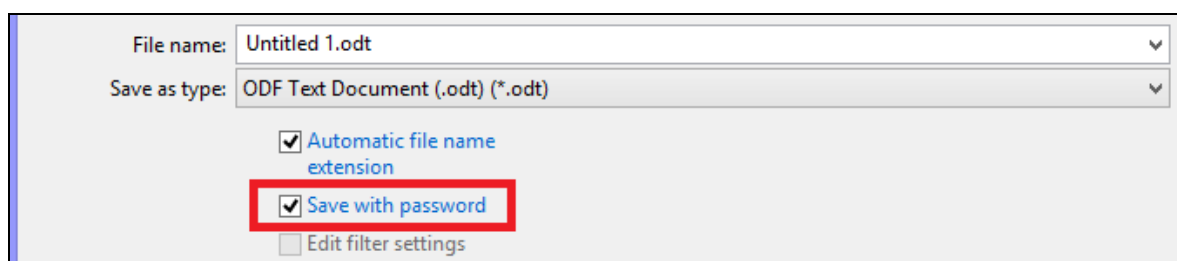 File name: Untitled 1.odt
Save as type: ODF Text Document (.odt) (*.odt)
Automatic file name
extension
Save with password
Edit filter settings